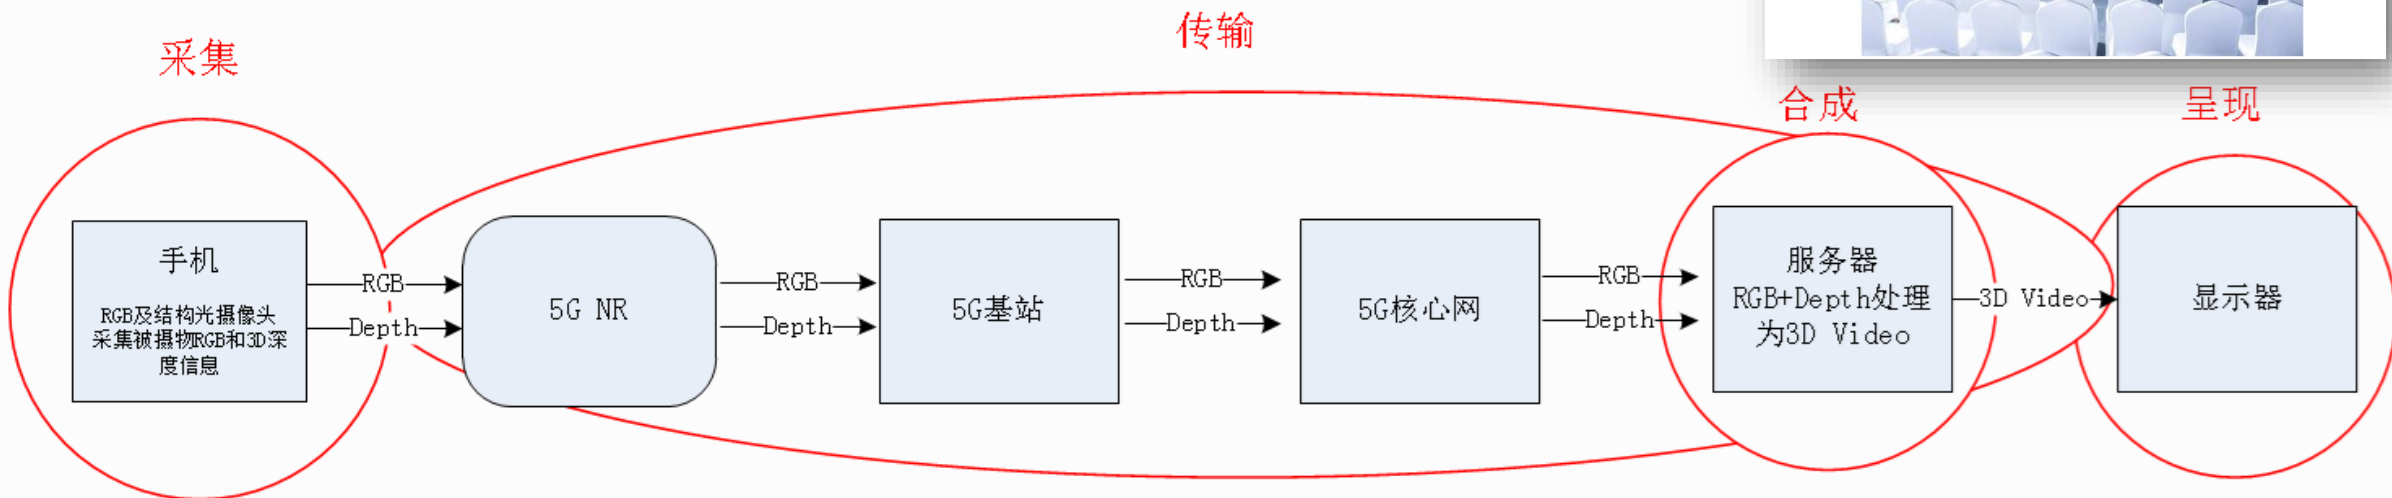 采集
传输
合成
呈现
手机
RGB及结构光摄像头
采集被摄物RGB和3D深
度信息
RGB
Depth
5G NR
RGB
Depth
5G基站
RGB
Depth
5G核心网
RGB
Depth
服务器
RGB+Depth处理
为3D Video
3D Video
显示器